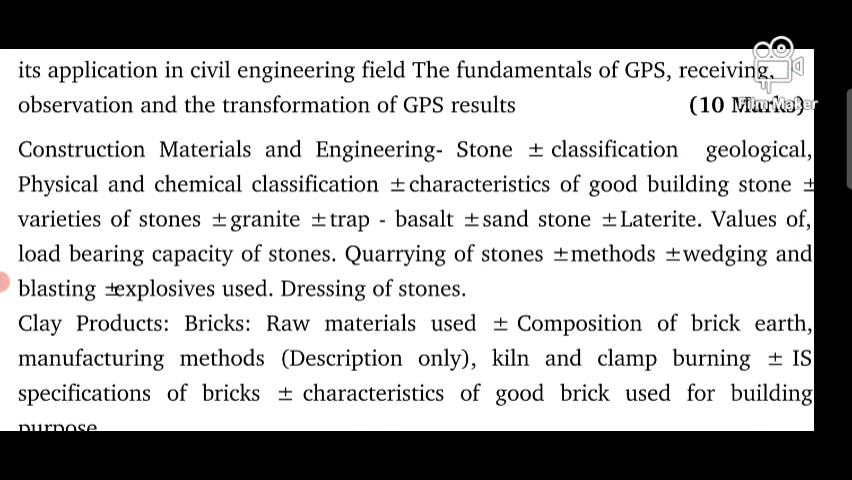 its application in civil engineering field The fundamentals of GPS, receiving,
observation and the transformation of GPS results (10 Marks)
Construction Materials and Engineering- Stone ± classification geological,
Physical and chemical classification ± characteristics of good building stone ±
varieties of stones ± granite ± trap - basalt ± sand stone ± Laterite. Values of,
load bearing capacity of stones. Quarrying of stones ± methods ± wedging and
blasting ± explosives used. Dressing of stones.
Clay Products: Bricks: Raw materials used ± Composition of brick earth,
manufacturing methods (Description only), kiln and clamp burning ± IS
specifications of bricks ± characteristics of good brick used for building
purpose
Film Maker